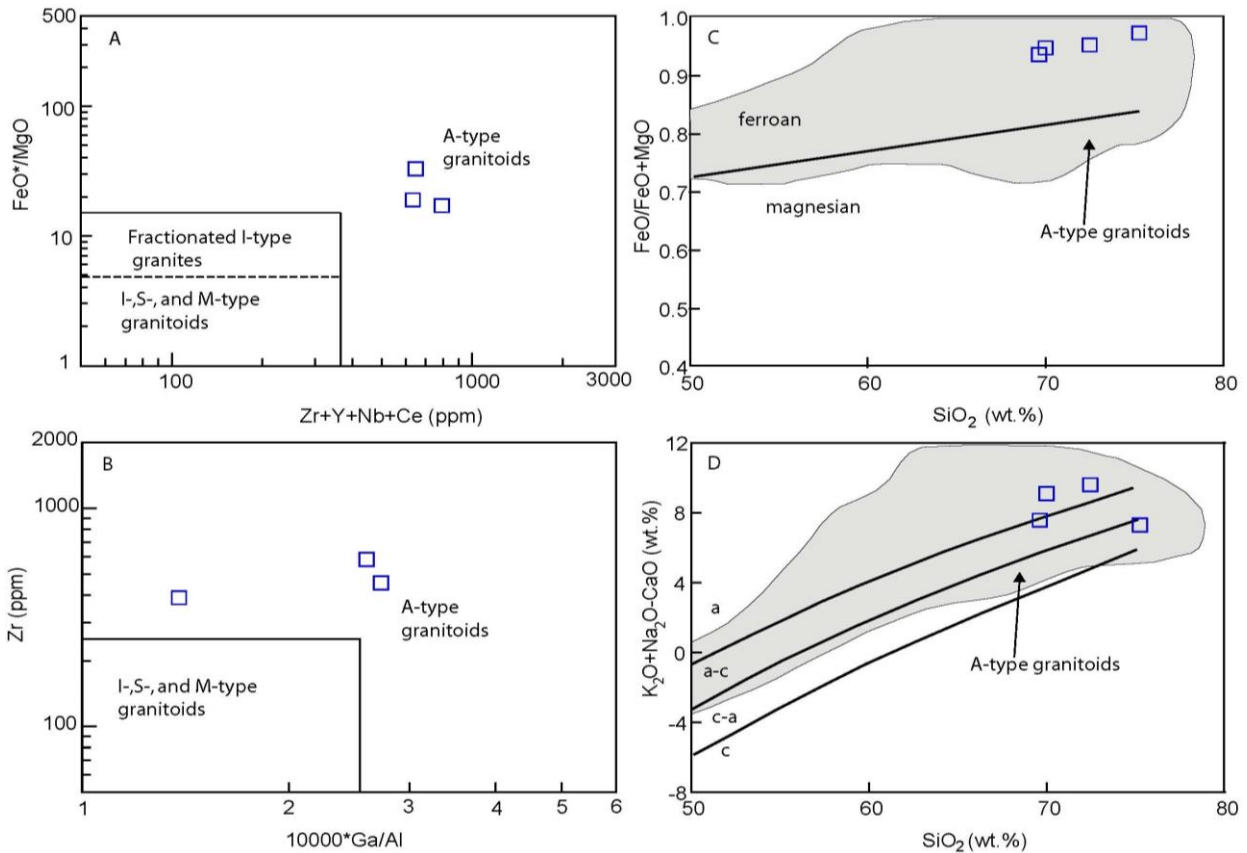 A
500
100
10
1
FeO*/MgO
A-type
granitoids
Fractionated I-type
granites
I-,S-, and M-type
granitoids
100
1000
3000
Zr+Y+Nb+Ce (ppm)
C
1.0
0.9
0.8
0.7
0.6
0.5
0.4
FeO/FeO+MgO
ferroan
magnesian
A-type granitoids
50
60
70
80
SiO2 (wt.%)
B
2000
1000
100
Zr (ppm)
A-type
granitoids
I-,S-, and M-type
granitoids
1
2
3
4
5
6
10000*Ga/Al
D
12
8
4
0
-4
-8
K2O+Na2O-CaO (wt.%)
a
a-c
c-a
c
A-type granitoids
50
60
70
80
SiO2 (wt.%)